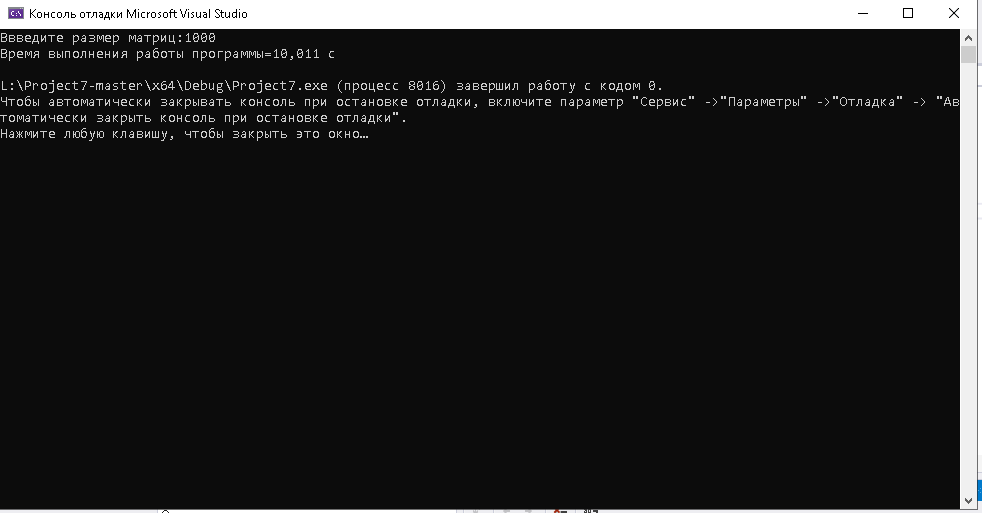 Консоль отладки Microsoft Visual Studio
Ввведите размер матриц:1000
Время выполнения работы программы=10,011 с
L:\Project7-master\x64\Debug\Project7.exe (процесс 8016) завершил работу с кодом 0.
Чтобы автоматически закрывать консоль при остановке отладки, включите параметр "Сервис" ->"Параметры" ->"Отладка" -> "Ав
томатически закрыть консоль при остановке отладки".
Нажмите любую клавишу, чтобы закрыть это окно…